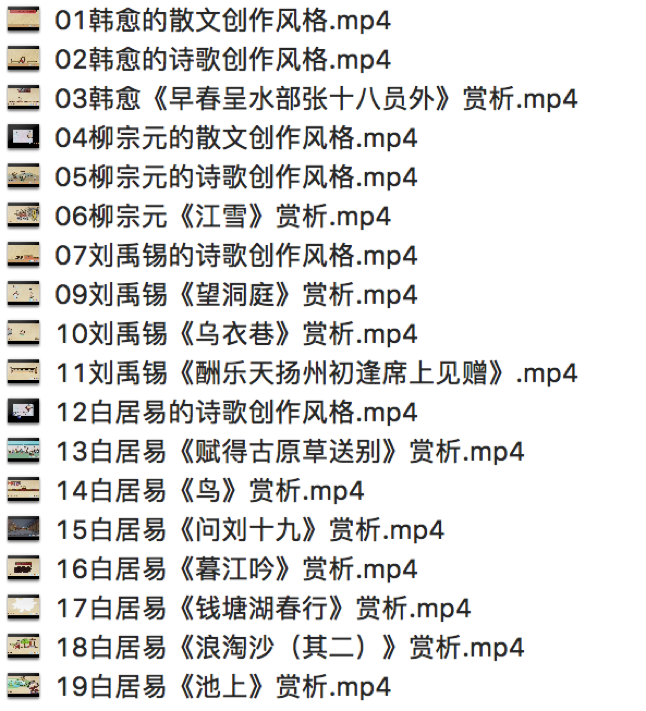 01韩愈的散文创作风格.mp4
02韩愈的诗歌创作风格.mp4
03韩愈《早春呈水部张十八员外》赏析.mp4
04柳宗元的散文创作风格.mp4
05柳宗元的诗歌创作风格.mp4
06柳宗元《江雪》赏析.mp4
07刘禹锡的诗歌创作风格.mp4
09刘禹锡《望洞庭》赏析.mp4
10刘禹锡《乌衣巷》赏析.mp4
11刘禹锡《酬乐天扬州初逢席上见赠》.mp4
12白居易的诗歌创作风格.mp4
13白居易《赋得古原草送别》赏析.mp4
14白居易《鸟》赏析.mp4
15白居易《问刘十九》赏析.mp4
16白居易《暮江吟》赏析.mp4
17白居易《钱塘湖春行》赏析.mp4
18白居易《浪淘沙（其二）》赏析.mp4
19白居易《池上》赏析.mp4